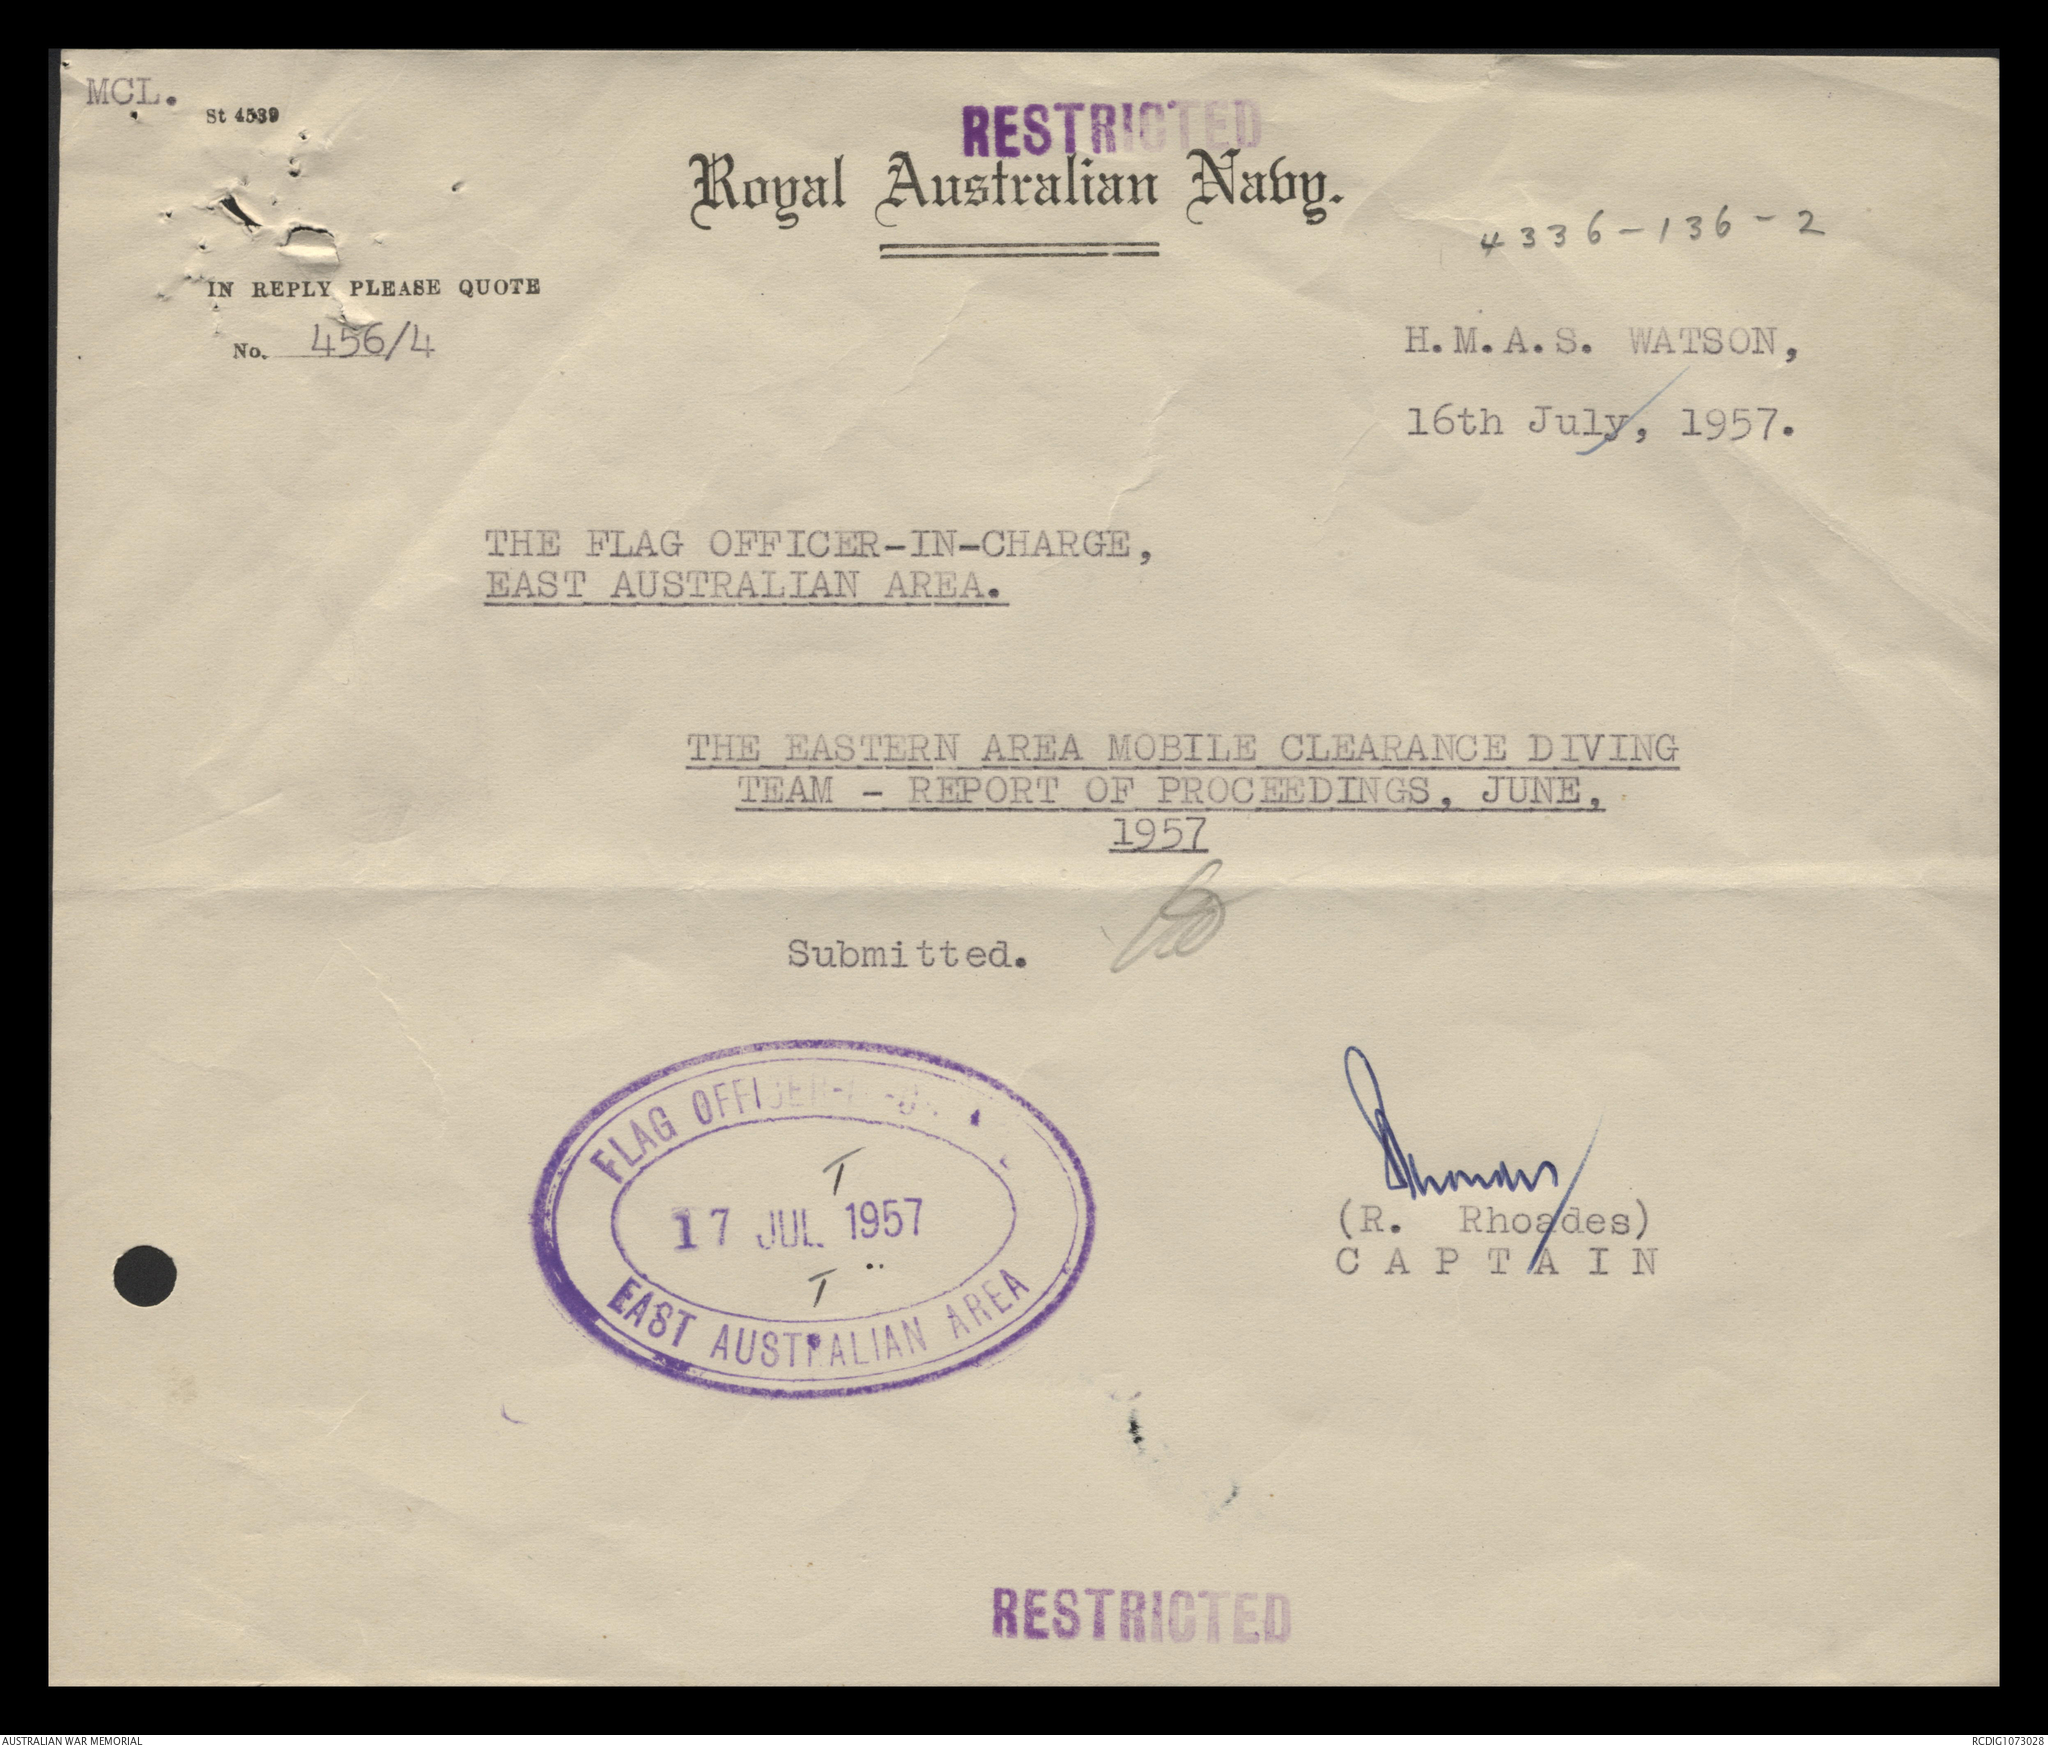 MCL.
St 4539
RESTRICTED
Royal Australian Navy.
4336-136-2
IN REPLY PLEASE QUOTE
No. 456/4
H.M.A.S. WATSON,
16th July, 1957.
THE FLAG OFFICER-IN-CHARGE,
EAST AUSTRALIAN AREA.
THE EASTERN AREA MOBILE CLEARANCE DIVING
TEAM - REPORT OF PROCEEDINGS, JUNE,
1957
Submitted.
FLAG OFFICER
17 JUL 1957
EAST AUSTRALIAN AREA
(R. Rhoades)
CAPTAIN
RESTRICTED
AUSTRALIAN WAR MEMORIAL
RCDIG1073028